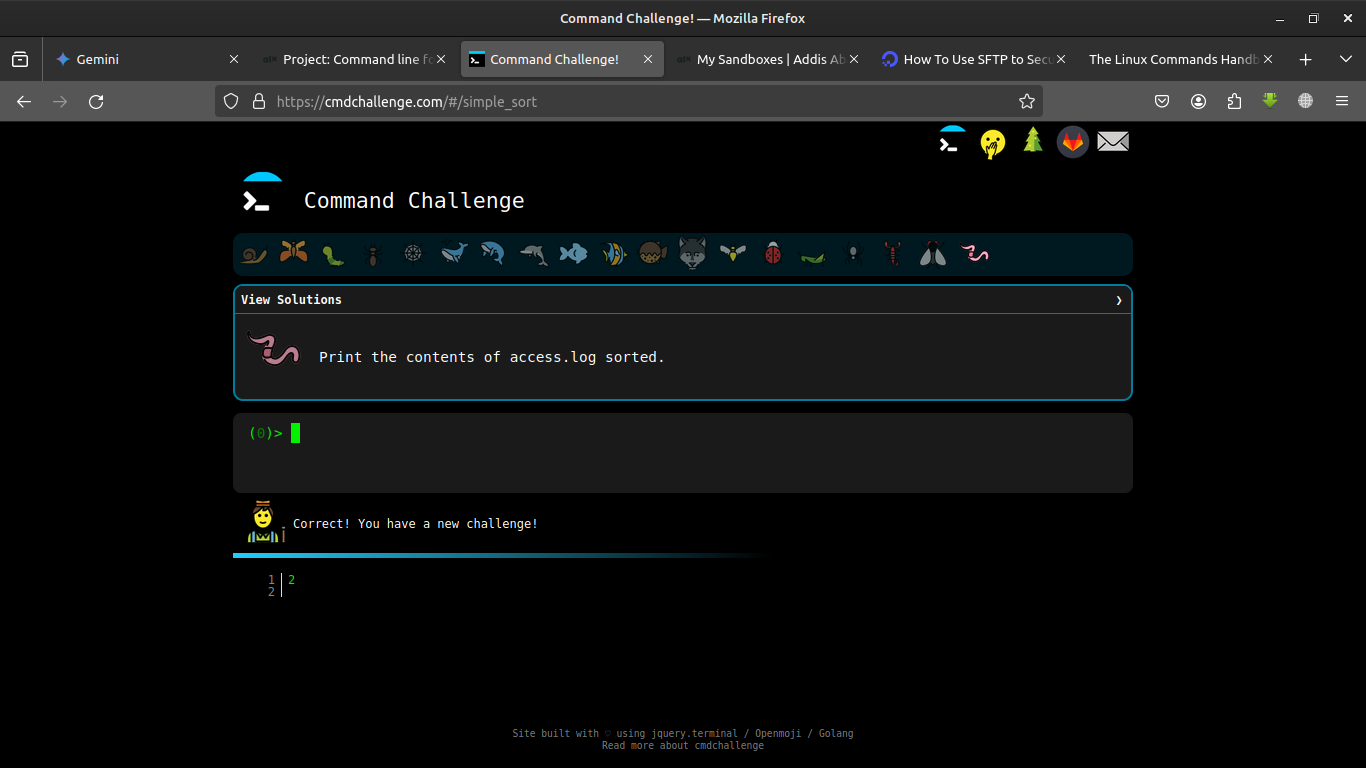 Command Challenge! — Mozilla Firefox
Gemini
Project: Command line fo
Command Challenge!
My Sandboxes | Addis Ab
How To Use SFTP to Secu
The Linux Commands Handb
https://cmdchallenge.com/#/simple_sort
Command Challenge
View Solutions
Print the contents of access.log sorted.
(0)>
Correct! You have a new challenge!
1 2
2
Site built with ♡ using jquery.terminal / Openmoji / Golang
Read more about cmdchallenge